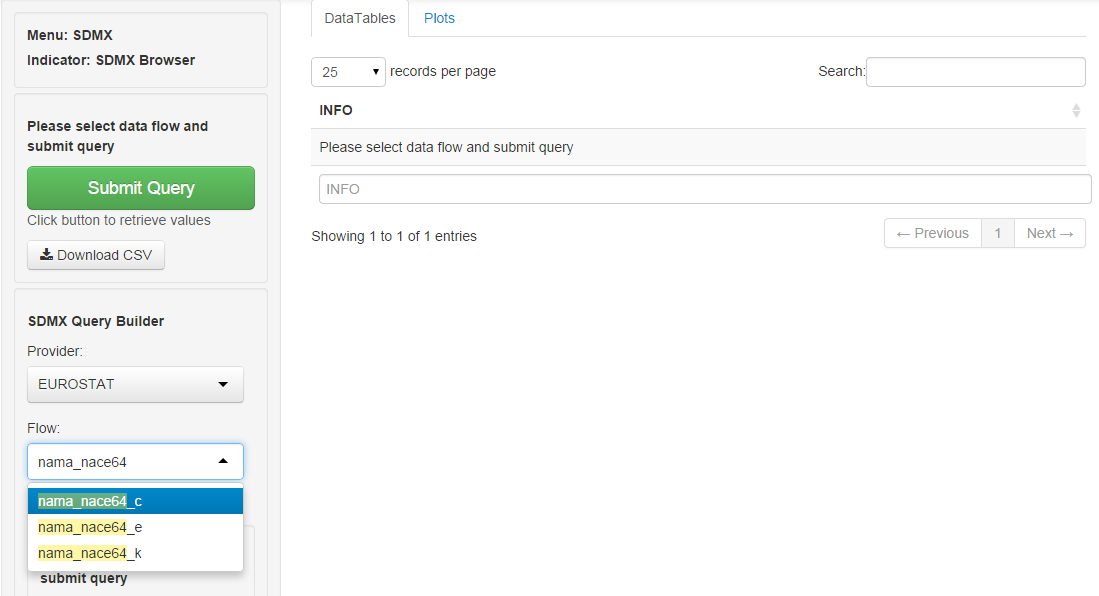 Menu: SDMX
Indicator: SDMX Browser
Please select data flow and
submit query
Submit Query
Click button to retrieve values
Download CSV
SDMX Query Builder
Provider:
EUROSTAT
Flow:
nama_nace64
nama_nace64_c
nama_nace64_e
nama_nace64_k
submit query
DataTables Plots
25 records per page Search:
INFO
Please select data flow and submit query
INFO
Showing 1 to 1 of 1 entries ← Previous 1 Next →